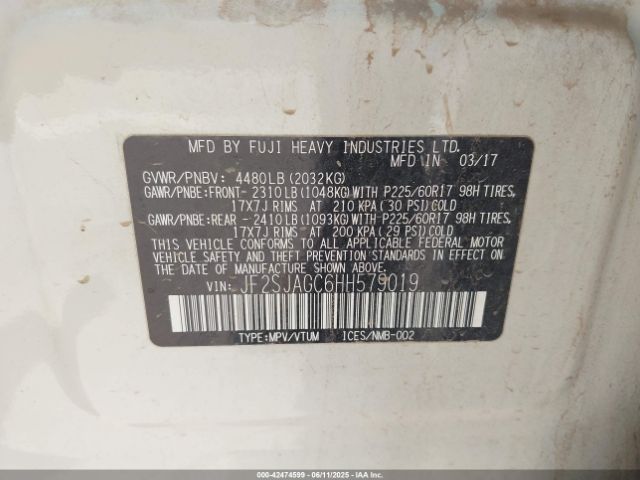 MFD BY FUJI HEAVY INDUSTRIES LTD.
MFD IN 03/17
GVWR/PNBV: 4480LB(2032KG)
GAWR/PNBE:FRONT- 2310LB(1048KG)WITH P225/60R17 98H TIRES,
17X7J RIMS AT 210 KPA(30 PSI)COLD
GAWR/PNBE:REAR - 2410LB(1093KG)WITH P225/60R17 98H TIRES,
17X7J RIMS AT 200 KPA(29 PSI)COLD
THIS VEHICLE CONFORMS TO ALL APPLICABLE FEDERAL MOTOR
VEHICLE SAFETY, BUMPER, AND THEFT PREVENTION STANDARDS IN EFFECT
ON THE DATE OF MANUFACTURE SHOWN ABOVE.
VIN: JF2SJAGC6HH579019
TYPE:MPV/VTUM ICES/NMB-002
000-42474599 - 06/11/2025 - COPYRIGHT IAA, LLC.